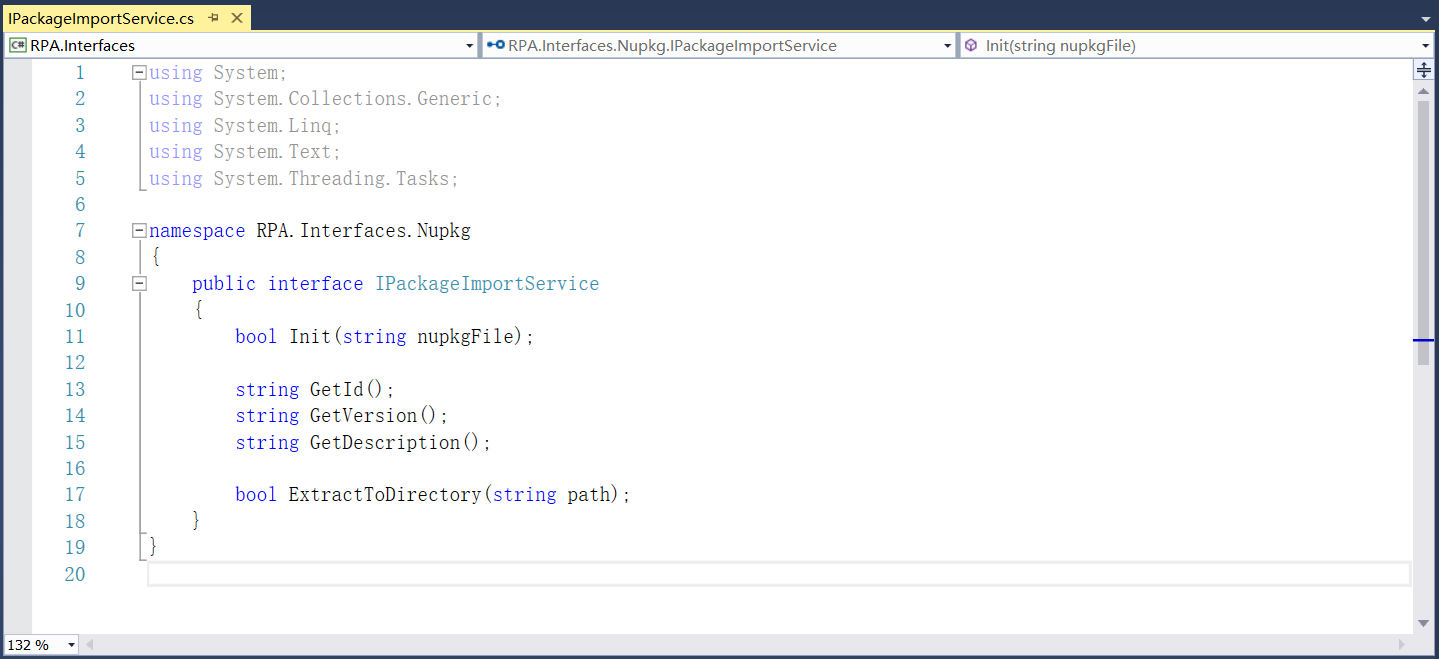 IPackageImportService.cs
C# RPA.Interfaces
RPA.Interfaces.Nupkg.IPackageImportService
Init(string nupkgFile)
1 using System;
2 using System.Collections.Generic;
3 using System.Linq;
4 using System.Text;
5 using System.Threading.Tasks;
6
7 namespace RPA.Interfaces.Nupkg
8 {
9 public interface IPackageImportService
10 {
11 bool Init(string nupkgFile);
12
13 string GetId();
14 string GetVersion();
15 string GetDescription();
16
17 bool ExtractToDirectory(string path);
18 }
19 }
20
132 %